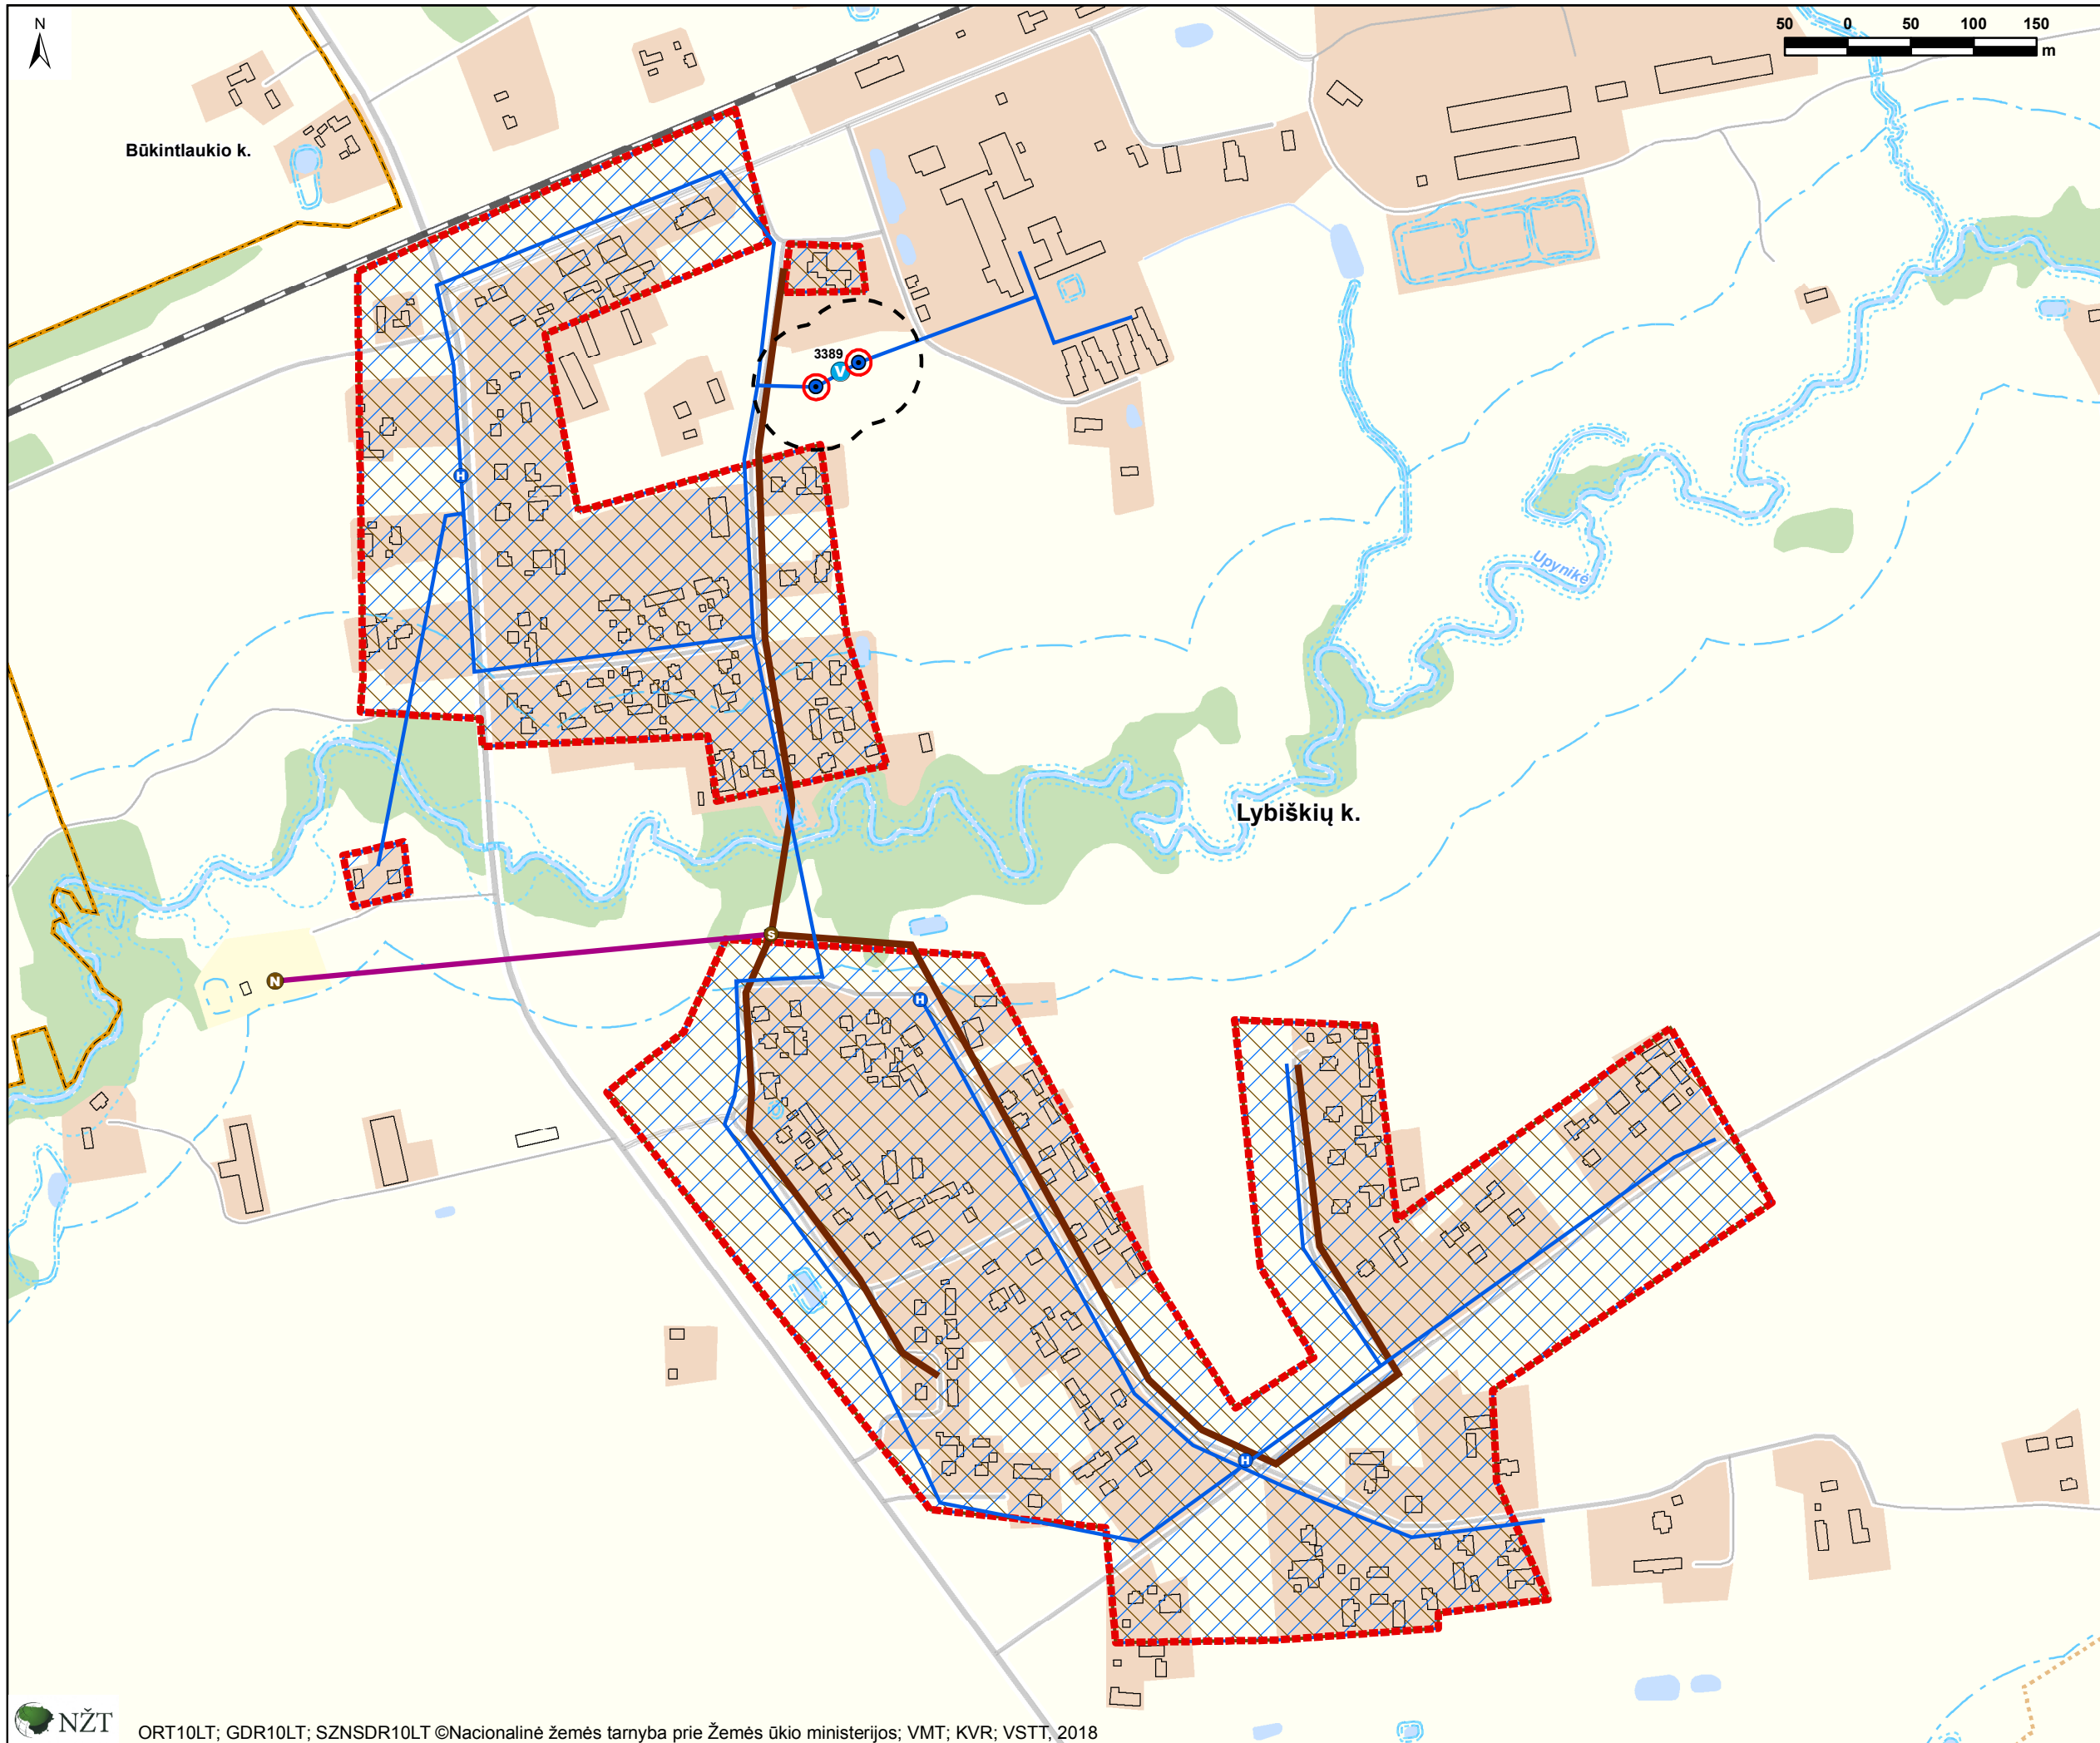 N
50 0 50 100 150
m
Būkintlaukio k.
3389
V
H
Upynikė
Lybiškių k.
S
N
H
H
NŽT
ORT10LT; GDR10LT; SZNSDR10LT ©Nacionalinė žemės tarnyba prie Žemės ūkio ministerijos; VMT; KVR; VSTT, 2018